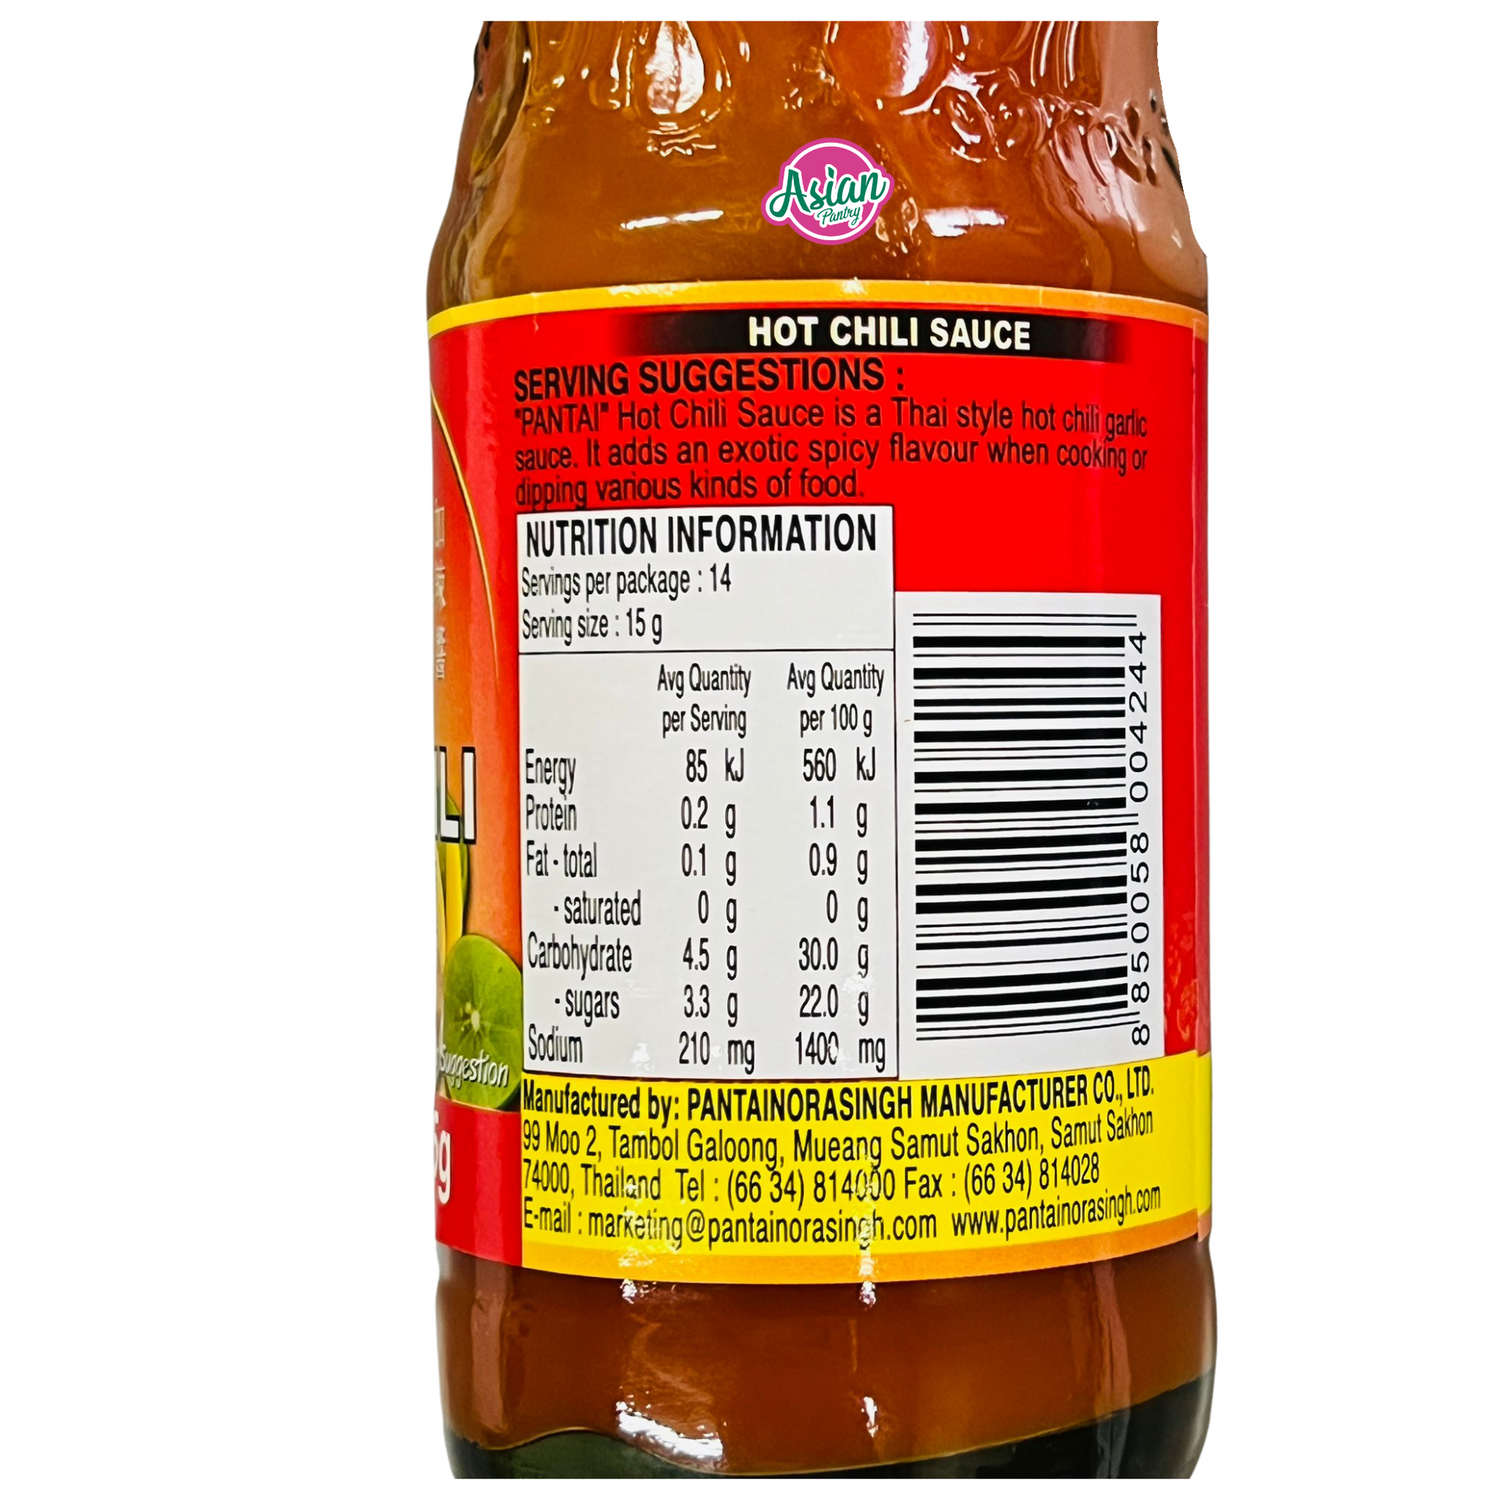 Asian
Pantry
HOT CHILI SAUCE
SERVING SUGGESTIONS :
"PANTAI" Hot Chili Sauce is a Thai style hot chili garlic
sauce. It adds an exotic spicy flavour when cooking or
dipping various kinds of food.
NUTRITION INFORMATION
Servings per package : 14
Serving size : 15 g
Avg Quantity Avg Quantity
per Serving per 100 g
Energy 85 kJ 560 kJ
Protein 0.2 g 1.1 g
Fat - total 0.1 g 0.9 g
- saturated 0 g 0 g
Carbohydrate 4.5 g 30.0 g
- sugars 3.3 g 22.0 g
Sodium 210 mg 1400 mg
8 850058 004244
Manufactured by: PANTAINORASINGH MANUFACTURER CO., LTD.
99 Moo 2, Tambol Galoong, Mueang Samut Sakhon, Samut Sakhon
74000, Thailand Tel : (66 34) 814000 Fax : (66 34) 814028
E-mail : marketing@pantainorasingh.com www.pantainorasingh.com
LI
Suggestion
g